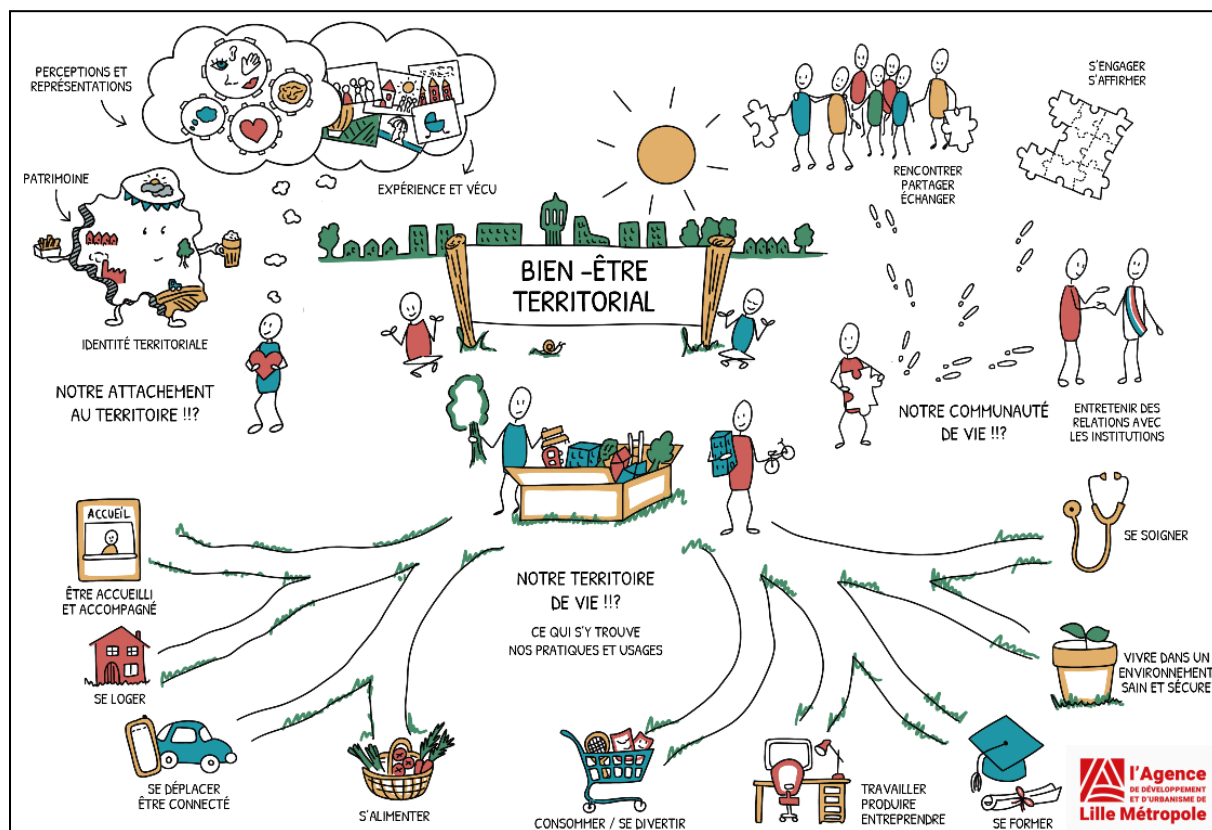 PERCEPTIONS ET
REPRÉSENTATIONS
EXPÉRIENCE ET VÉCU
PATRIMOINE
IDENTITÉ TERRITORIALE
NOTRE ATTACHEMENT
AU TERRITOIRE !!?
BIEN -ÊTRE
TERRITORIAL
S'ENGAGER
S'AFFIRMER
RENCONTRER
PARTAGER
ÉCHANGER
NOTRE COMMUNAUTÉ
DE VIE !!?
ENTRETENIR DES
RELATIONS AVEC
LES INSTITUTIONS
NOTRE TERRITOIRE
DE VIE !!?
CE QUI S'Y TROUVE
NOS PRATIQUES ET USAGES
ACCUEIL
ÊTRE ACCUEILLI
ET ACCOMPAGNÉ
SE LOGER
SE DÉPLACER
ÊTRE CONNECTÉ
S'ALIMENTER
CONSOMMER / SE DIVERTIR
TRAVAILLER
PRODUIRE
ENTREPRENDRE
SE FORMER
VIVRE DANS UN
ENVIRONNEMENT
SAIN ET SÉCURE
SE SOIGNER
l'Agence
DE DÉVELOPPEMENT
ET D'URBANISME DE
Lille Métropole